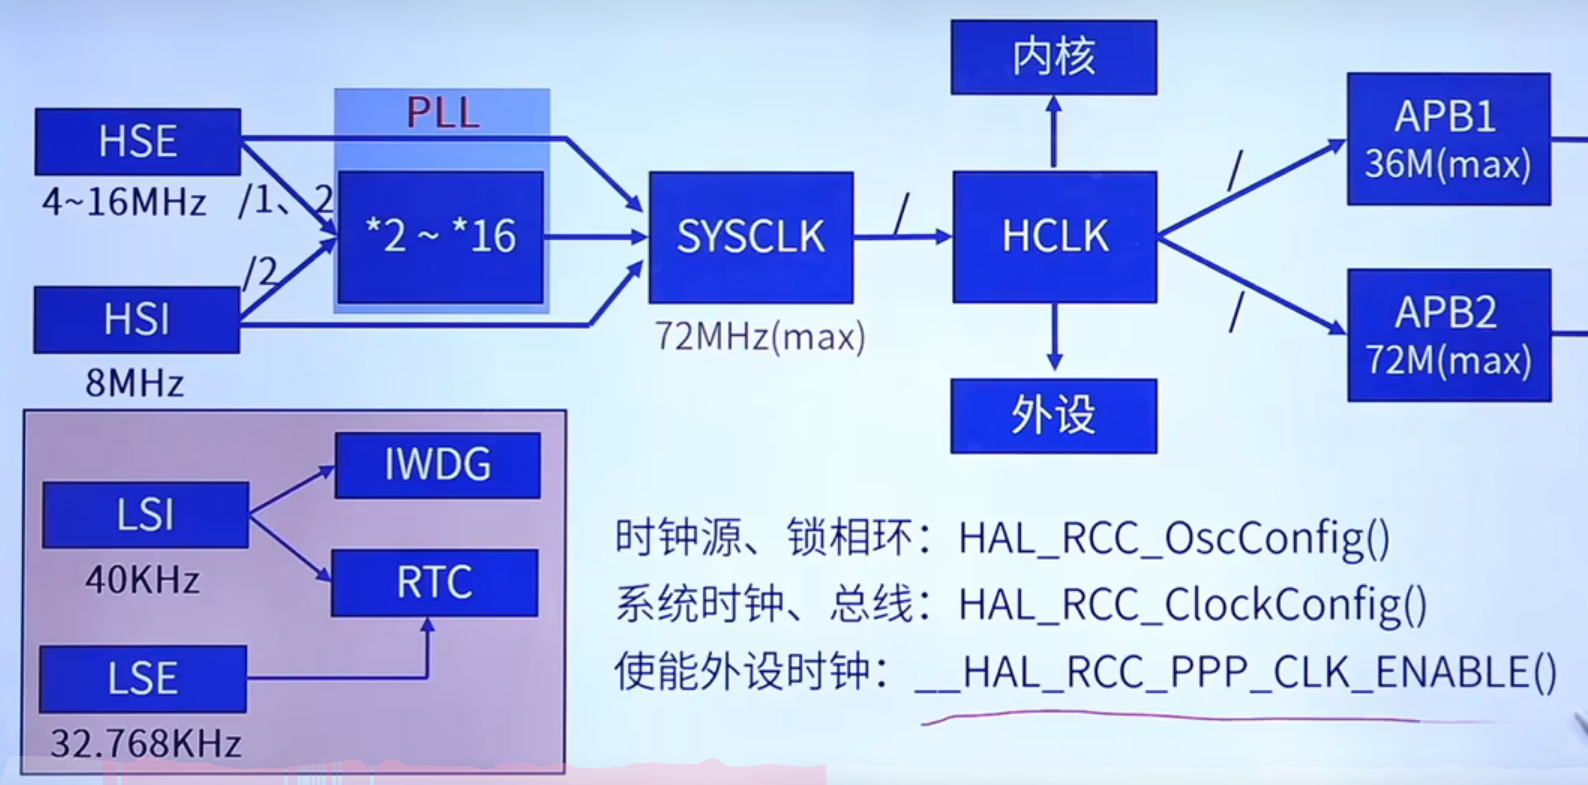 内核
PLL
HSE
4~16MHz
/1、2
*2 ~ *16
/2
HSI
8MHz
SYSCLK
72MHz(max)
/
HCLK
外设
/
APB1
36M(max)
/
APB2
72M(max)
LSI
40KHz
IWDG
RTC
LSE
32.768KHz
时钟源、锁相环：HAL_RCC_OscConfig()
系统时钟、总线：HAL_RCC_ClockConfig()
使能外设时钟：__HAL_RCC_PPP_CLK_ENABLE()